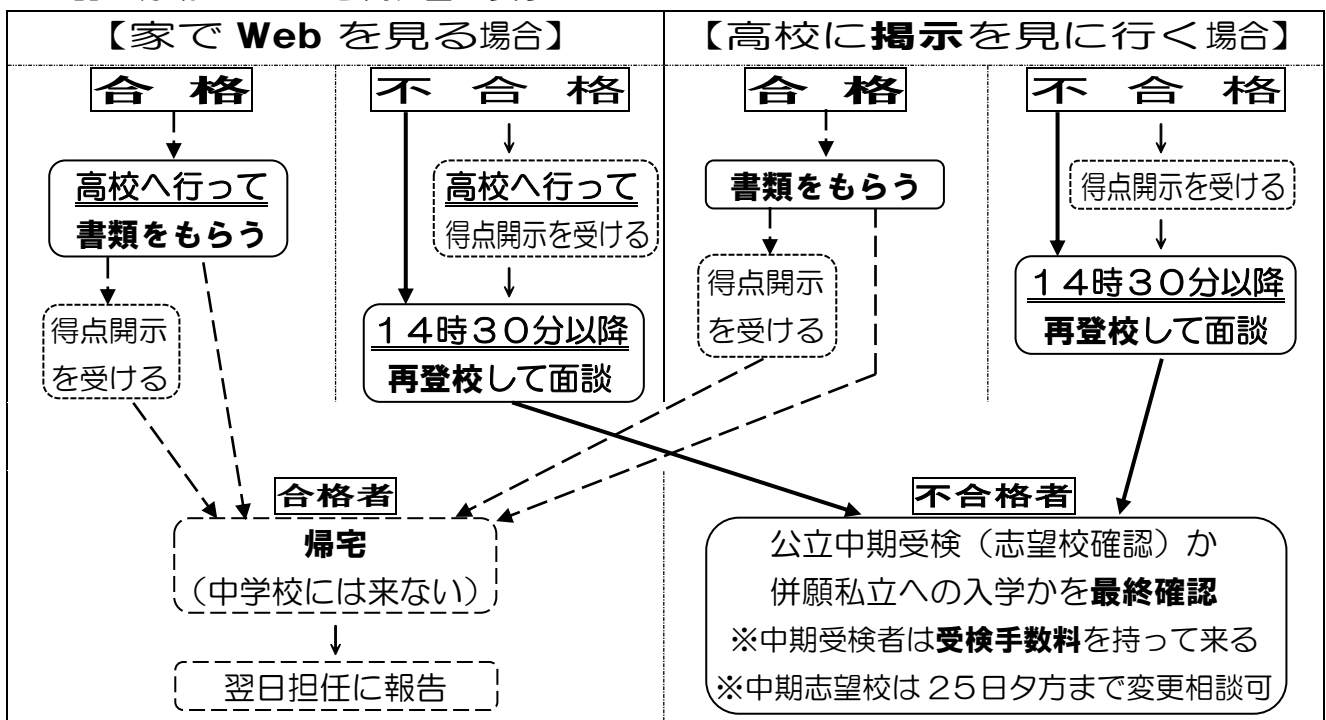 【家で Web を見る場合】
合 格
高校へ行って
書類をもらう
得点開示
を受ける
不 合 格
高校へ行って
得点開示を受ける
14時30分以降
再登校して面談
【高校に掲示を見に行く場合】
合 格
書類をもらう
得点開示
を受ける
不 合 格
得点開示を受ける
14時30分以降
再登校して面談
合格者
帰宅
(中学校には来ない)
翌日担任に報告
不合格者
公立中期受検(志望校確認)か
併願私立への入学かを最終確認
※中期受検者は受検手数料を持って来る
※中期志望校は25日夕方まで変更相談可